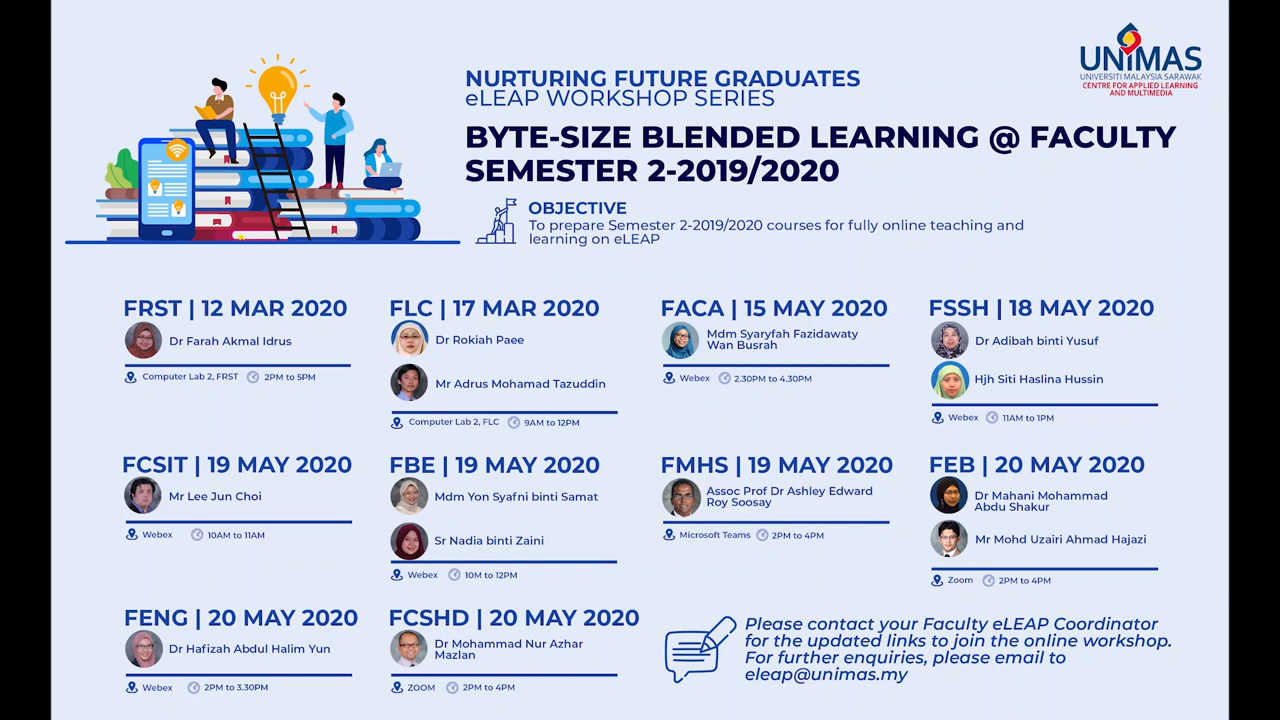 UNIMAS
UNIVERSITI MALAYSIA SARAWAK
CENTRE FOR APPLIED LEARNING
AND MULTIMEDIA
NURTURING FUTURE GRADUATES
eLEAP WORKSHOP SERIES
BYTE-SIZE BLENDED LEARNING @ FACULTY
SEMESTER 2-2019/2020
OBJECTIVE
To prepare Semester 2-2019/2020 courses for fully online teaching and
learning on eLEAP
FRST | 12 MAR 2020
Dr Farah Akmal Idrus
Computer Lab 2, FRST 2PM to 5PM
FLC | 17 MAR 2020
Dr Rokiah Paee
Mr Adrus Mohamad Tazuddin
Computer Lab 2, FLC 9AM to 12PM
FACA | 15 MAY 2020
Mdm Syaryfah Fazidawaty
Wan Busrah
Webex 2.30PM to 4.30PM
FSSH | 18 MAY 2020
Dr Adibah binti Yusuf
Hjh Siti Haslina Hussin
Webex 11AM to 1PM
FCSIT | 19 MAY 2020
Mr Lee Jun Choi
Webex 10AM to 11AM
FBE | 19 MAY 2020
Mdm Yon Syafni binti Samat
Sr Nadia binti Zaini
Webex 10M to 12PM
FMHS | 19 MAY 2020
Assoc Prof Dr Ashley Edward
Roy Soosay
Microsoft Teams 2PM to 4PM
FEB | 20 MAY 2020
Dr Mahani Mohammad
Abdu Shakur
Mr Mohd Uzairi Ahmad Hajazi
Zoom 2PM to 4PM
FENG | 20 MAY 2020
Dr Hafizah Abdul Halim Yun
Webex 2PM to 3.30PM
FCSHD | 20 MAY 2020
Dr Mohammad Nur Azhar
Mazlan
ZOOM 2PM to 4PM
Please contact your Faculty eLEAP Coordinator
for the updated links to join the online workshop.
For further enquiries, please email to
eleap@unimas.my